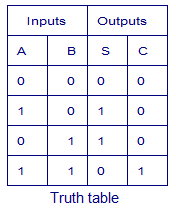 Inputs Outputs
A B S C
0 0 0 0
1 0 1 0
0 1 1 0
1 1 0 1
Truth table